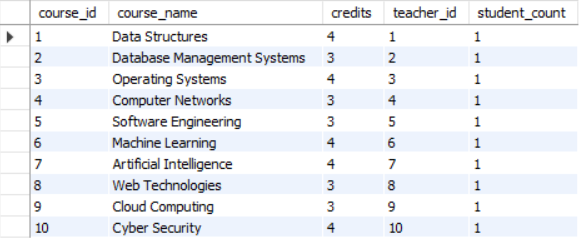 course_id course_name credits teacher_id student_count
1 Data Structures 4 1 1
2 Database Management Systems 3 2 1
3 Operating Systems 4 3 1
4 Computer Networks 3 4 1
5 Software Engineering 3 5 1
6 Machine Learning 4 6 1
7 Artificial Intelligence 4 7 1
8 Web Technologies 3 8 1
9 Cloud Computing 3 9 1
10 Cyber Security 4 10 1